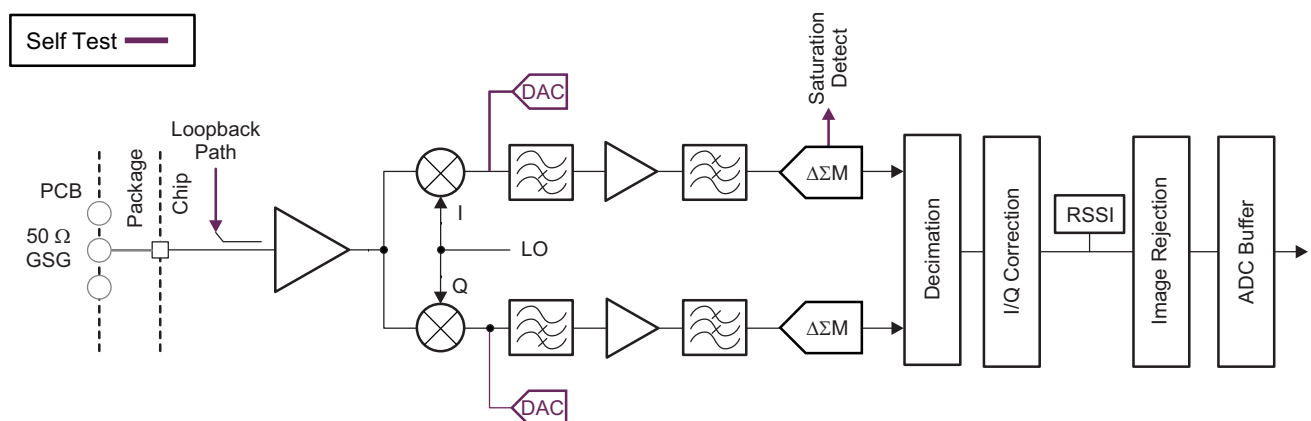 Self Test
PCB
50 Ω
GSG
Package
Chip
Loopback
Path
DAC
I
LO
Q
DAC
Saturation
Detect
ΔΣM
ΔΣM
Decimation
I/Q Correction
RSSI
Image Rejection
ADC Buffer